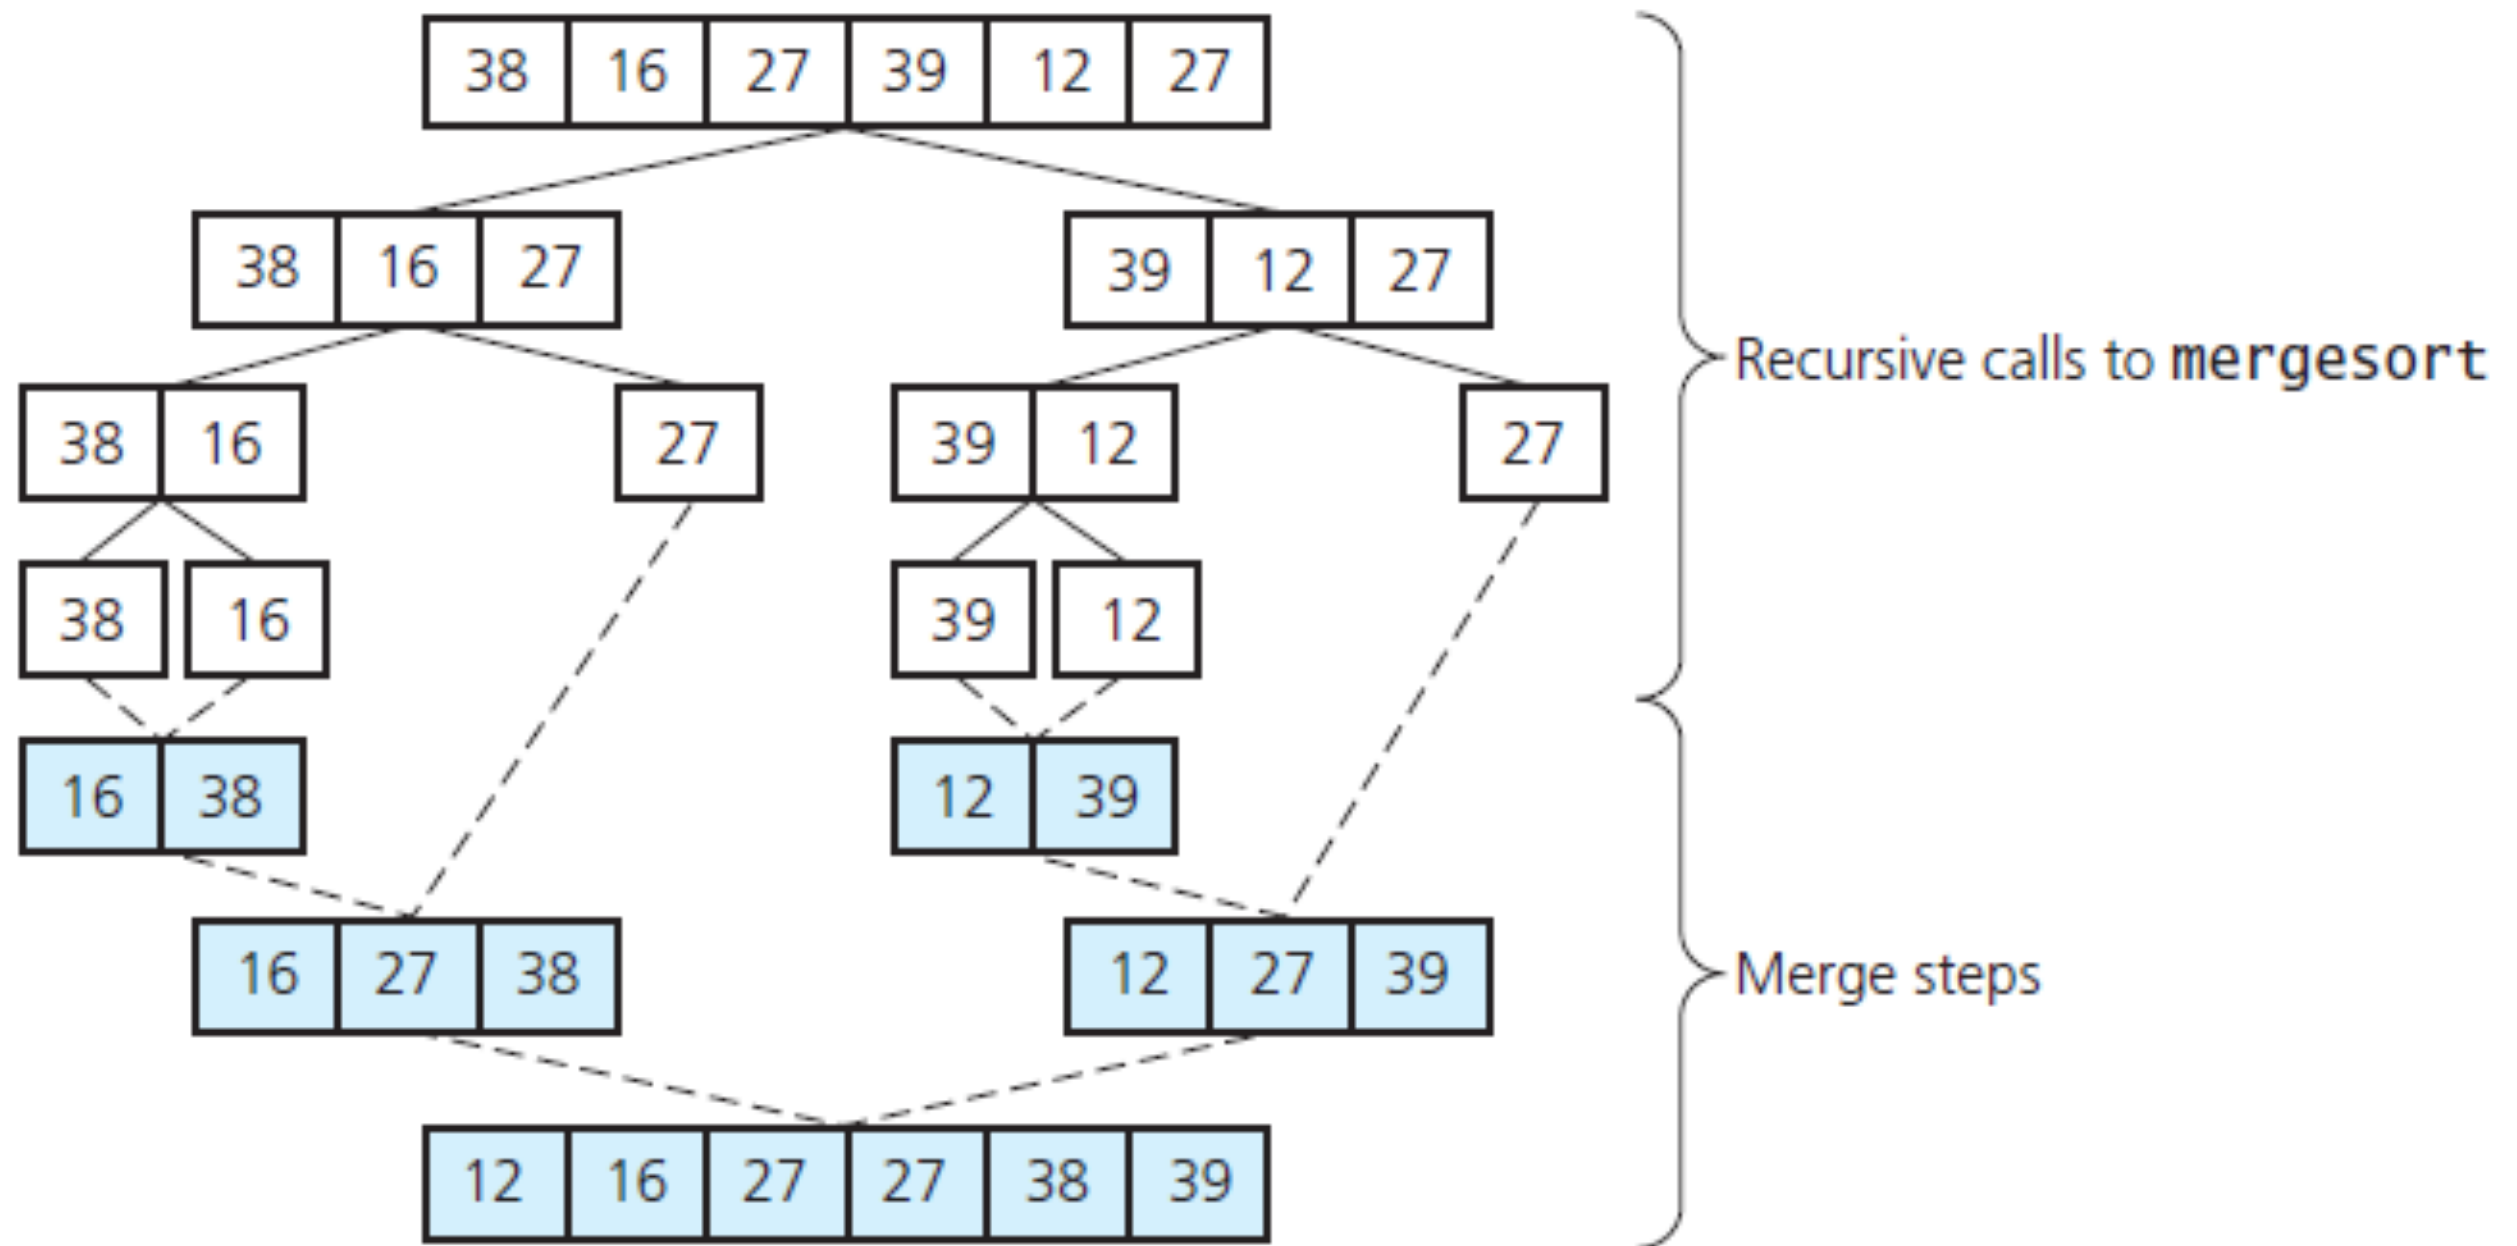 38 16 27 39 12 27
38 16 27 39 12 27
Recursive calls to mergesort
38 16 27 39 12 27
38 16 39 12
16 38 12 39
16 27 38 12 27 39
Merge steps
12 16 27 27 38 39